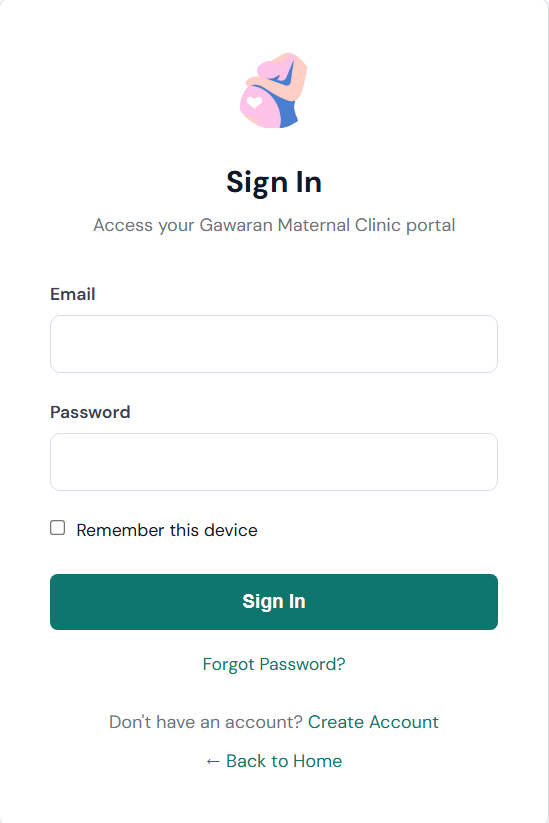 Sign In
Access your Gawaran Maternal Clinic portal
Email
Password
Remember this device
Sign In
Forgot Password?
Don't have an account? Create Account
← Back to Home